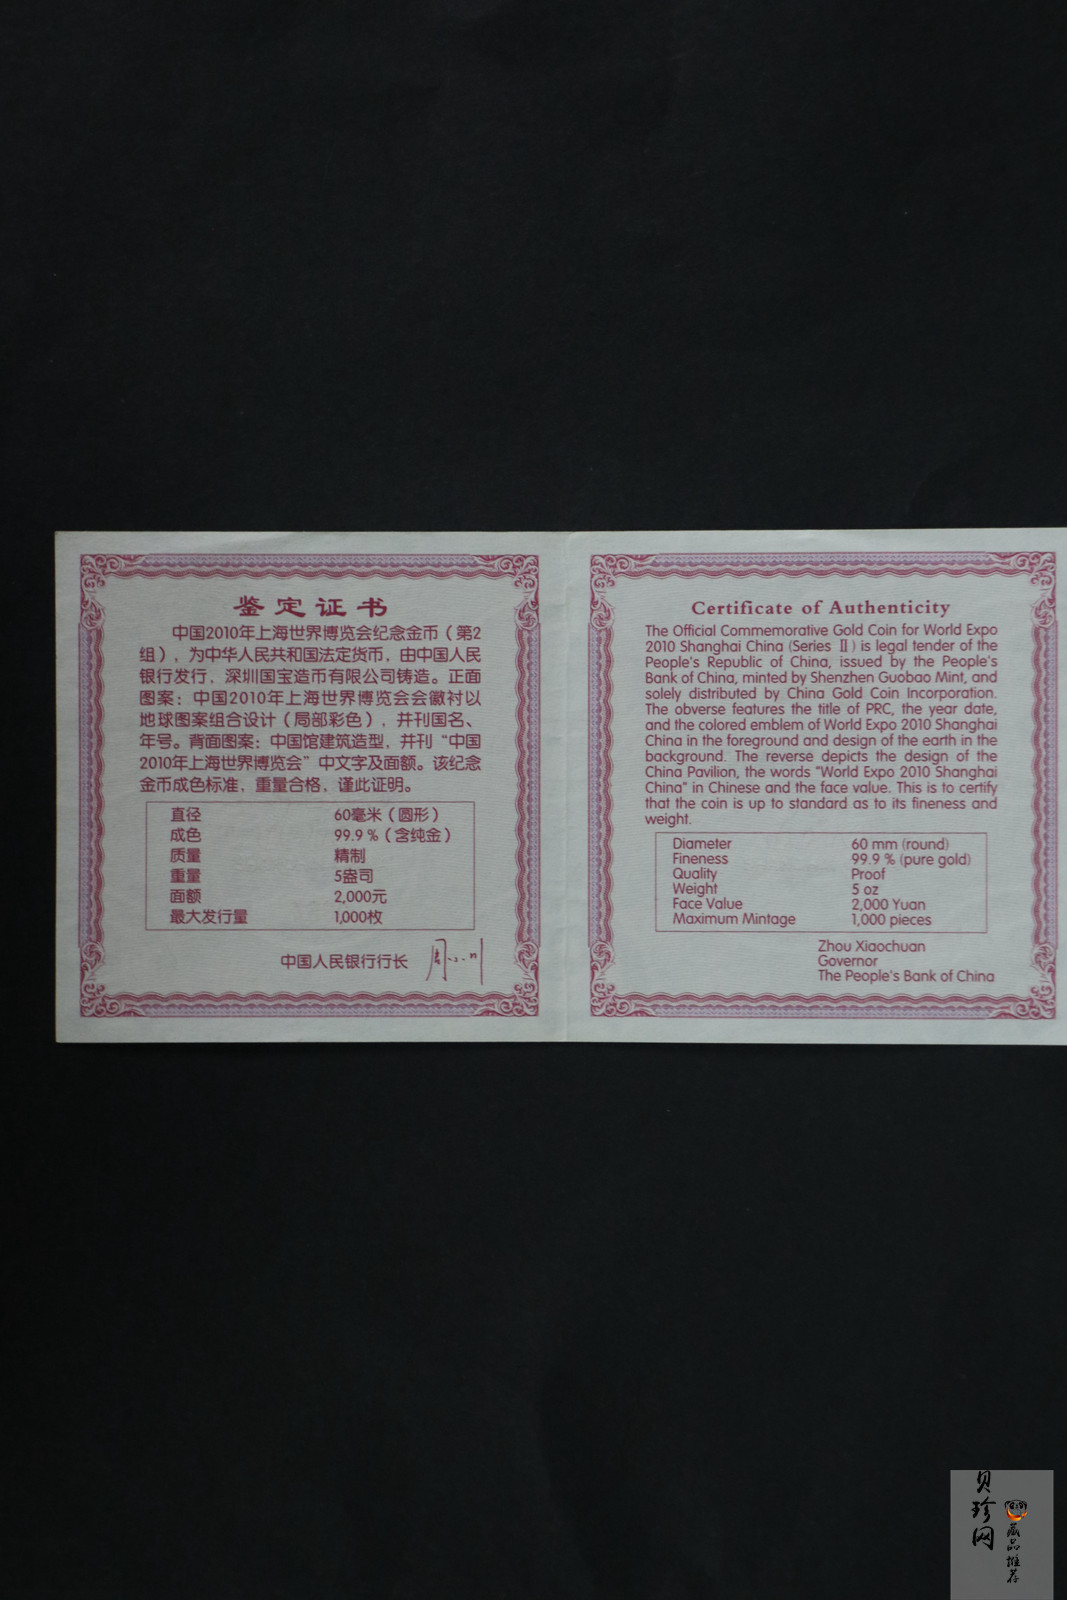 鉴定证书
中国2010年上海世界博览会纪念金币（第2
组），为中华人民共和国法定货币，由中国人民
银行发行，深圳国宝造币有限公司铸造。正面
图案：中国2010年上海世界博览会会徽衬以
地球图案组合设计（局部彩色），并刊国名、
年号。背面图案：中国馆建筑造型，并刊“中国
2010年上海世界博览会”中文字及面额。该纪念
金币成色标准，重量合格，谨此证明。
直径 60毫米（圆形）
成色 99.9％（含纯金）
质量 精制
重量 5盎司
面额 2,000元
最大发行量 1,000枚
中国人民银行行长 周小川
Certificate of Authenticity
The Official Commemorative Gold Coin for World Expo
2010 Shanghai China (Series Ⅱ) is legal tender of the
People's Republic of China, issued by the People's
Bank of China, minted by Shenzhen Guobao Mint, and
solely distributed by China Gold Coin Incorporation.
The obverse features the title of PRC, the year date,
and the colored emblem of World Expo 2010 Shanghai
China in the foreground and design of the earth in the
background. The reverse depicts the design of the
China Pavilion, the words "World Expo 2010 Shanghai
China" in Chinese and the face value. This is to certify
that the coin is up to standard as to its fineness and
weight.
Diameter 60 mm (round)
Fineness 99.9 % (pure gold)
Quality Proof
Weight 5 oz
Face Value 2,000 Yuan
Maximum Mintage 1,000 pieces
Zhou Xiaochuan
Governor
The People's Bank of China
贝珍网
藏品推荐